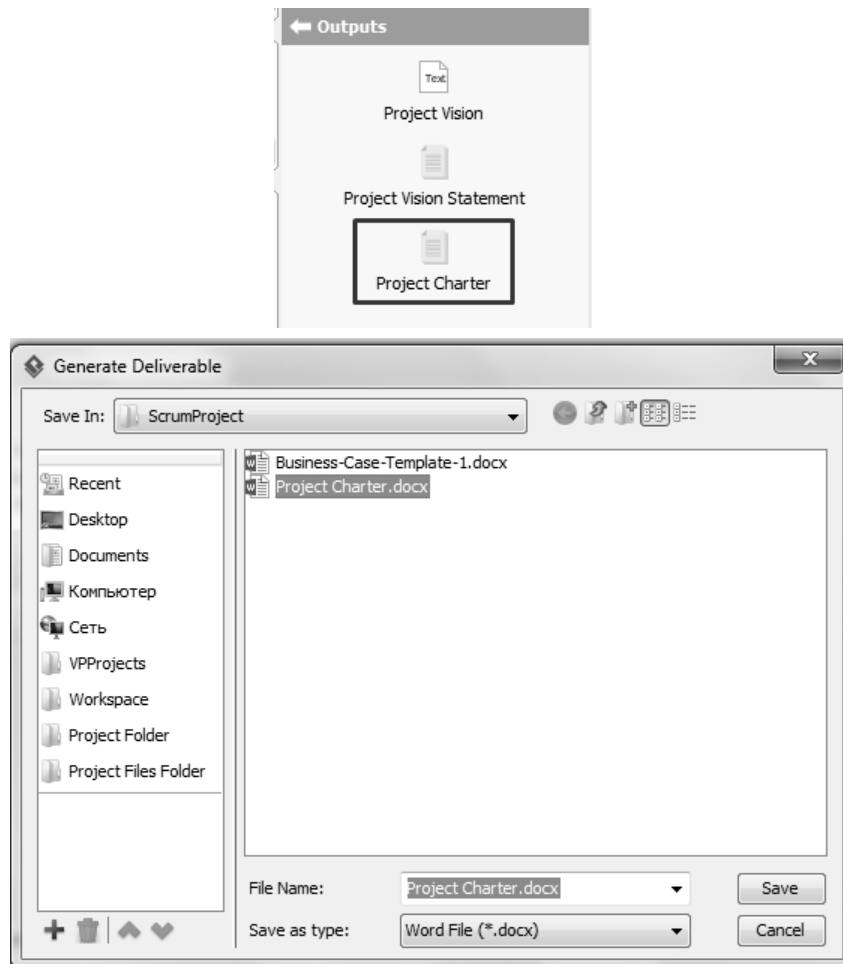 Outputs
Text
Project Vision
Project Vision Statement
Project Charter
Generate Deliverable
Save In: ScrumProject
Recent
Desktop
Documents
Компьютер
Сеть
VPProjects
Workspace
Project Folder
Project Files Folder
Business-Case-Template-1.docx
Project Charter.docx
File Name: Project Charter.docx Save
Save as type: Word File (*.docx) Cancel